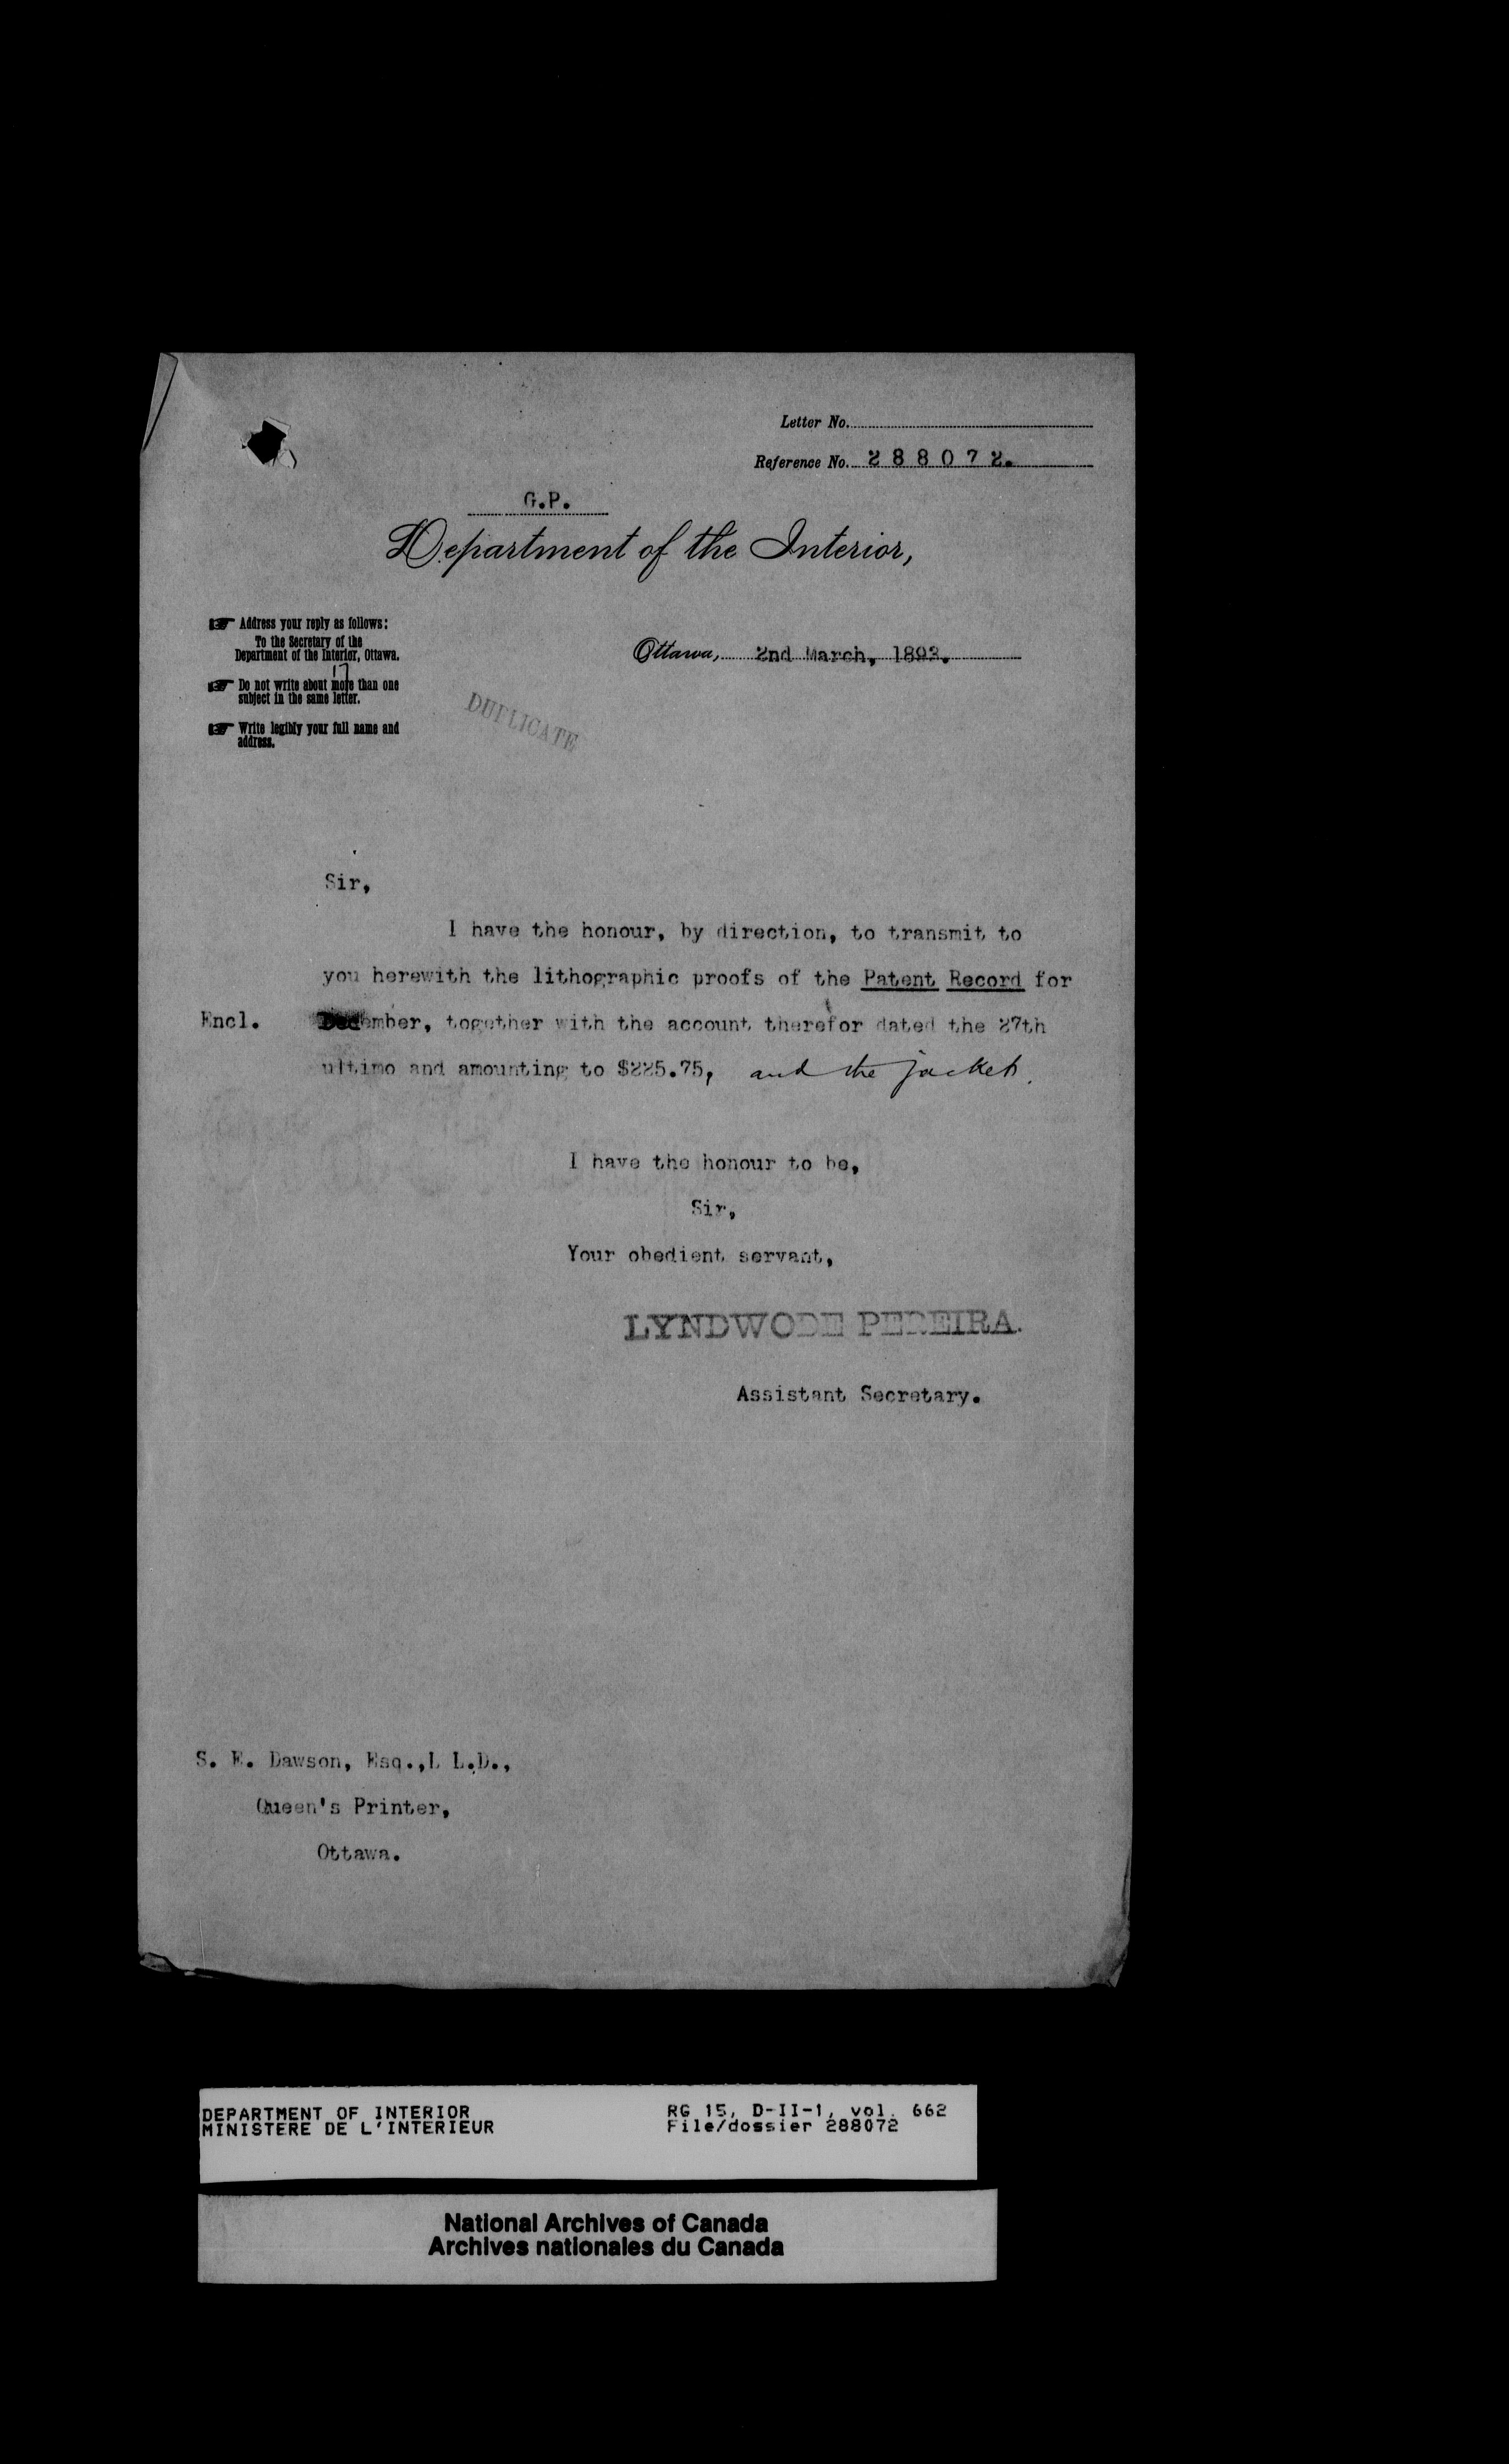 Letter No.
Reference No. 288072.
G.P.
Department of the Interior,
Address your reply as follows:
To the Secretary of the
Department of the Interior, Ottawa.
17
Do not write about more than one
subject in the same letter.
Write legibly your full name and
address.
Ottawa, 2nd March, 1893.
DUPLICATE
Sir,
I have the honour, by direction, to transmit to
you herewith the lithographic proofs of the Patent Record for
Encl. December, together with the account therefor dated the 27th
ultimo and amounting to $225.75, and the jacket.
I have the honour to be,
Sir,
Your obedient servant,
LYNDWODE PEREIRA.
Assistant Secretary.
S. E. Dawson, Esq.,L L.D.,
Queen's Printer,
Ottawa.
DEPARTMENT OF INTERIOR
MINISTERE DE L'INTERIEUR
RG 15, D-II-1, vol. 662
File/dossier 288072
National Archives of Canada
Archives nationales du Canada